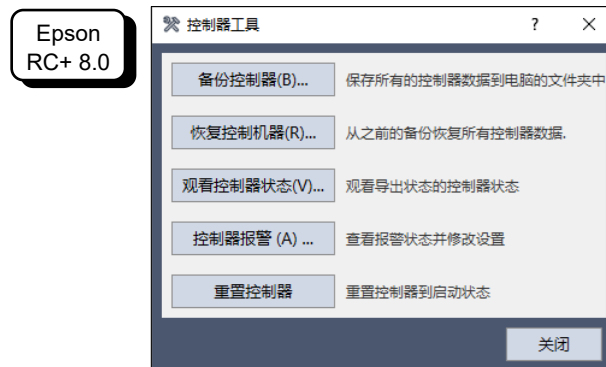 Epson
RC+ 8.0
控制器工具
? ×
备份控制器(B)...
保存所有的控制器数据到电脑的文件夹中
恢复控制机器(R)...
从之前的备份恢复所有控制器数据.
观看控制器状态(V)...
观看导出状态的控制器状态
控制器报警 (A) ...
查看报警状态并修改设置
重置控制器
重置控制器到启动状态
关闭